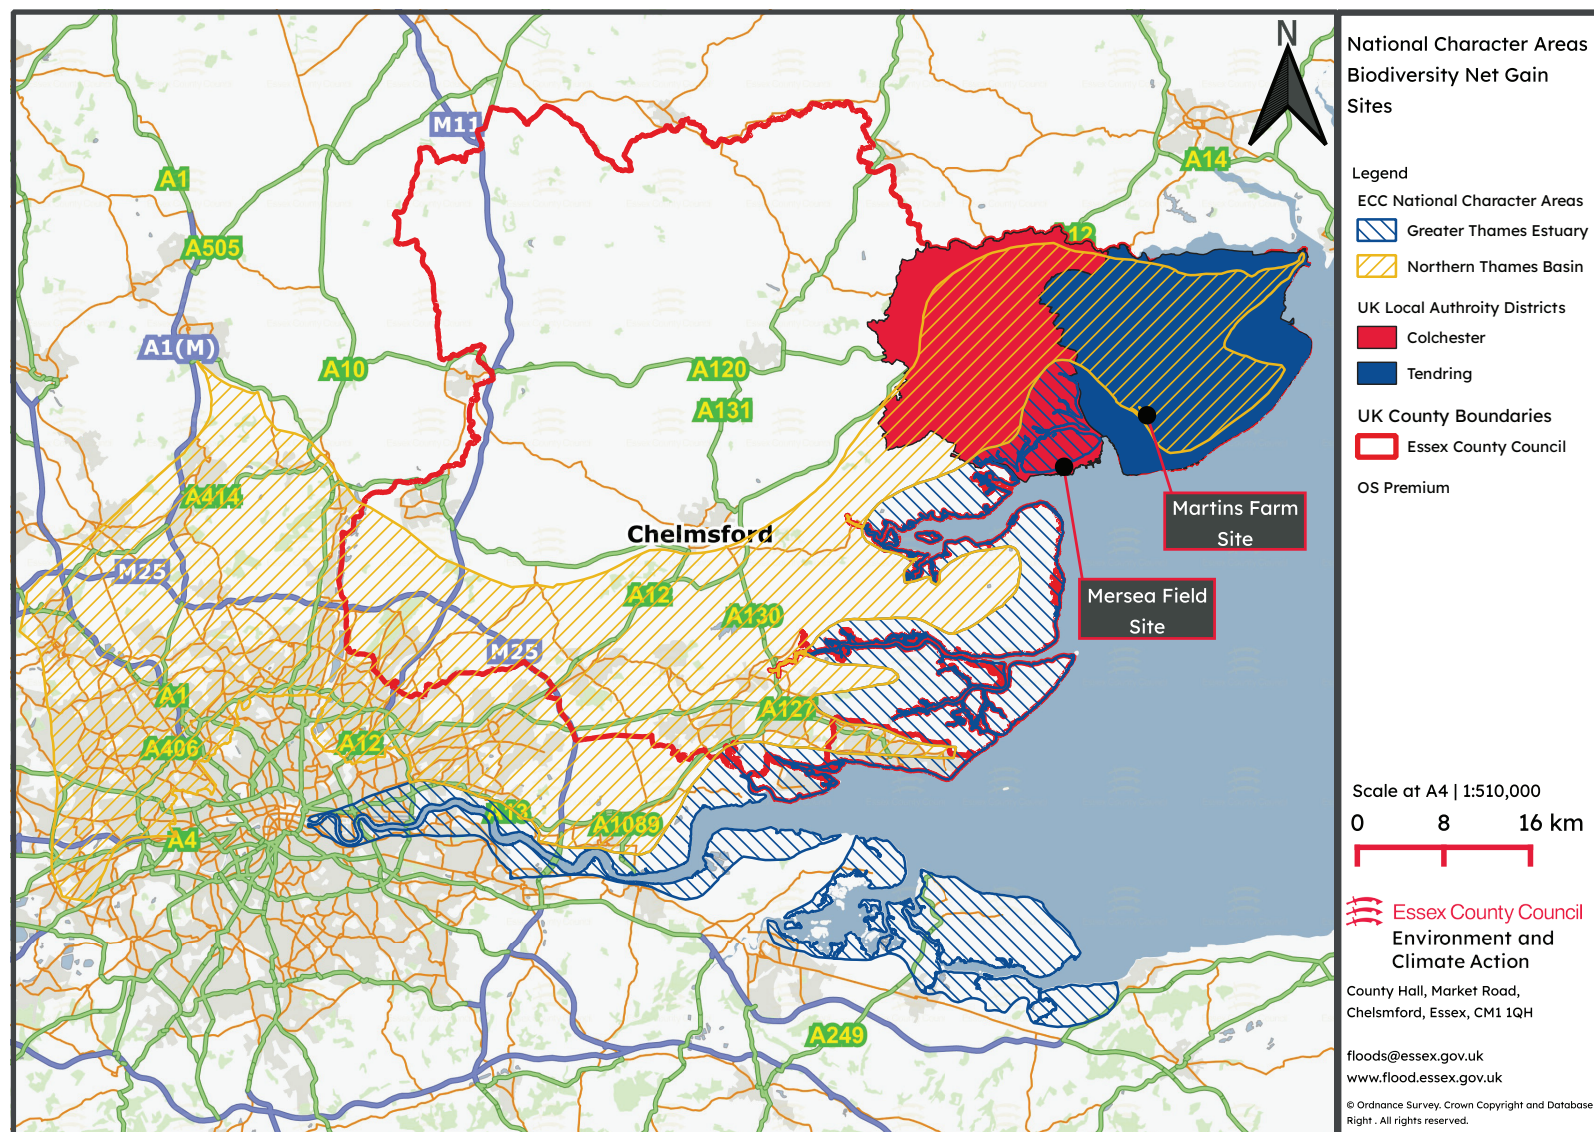 N
M11
A14
A1
12
A505
A1(M)
A10
A120
A131
A414
Chelmsford
M25
A12
A130
M25
A1
A127
A406
A12
A13
A1089
A4
A249
Martins Farm
Site
Mersea Field
Site
National Character Areas
Biodiversity Net Gain
Sites
Legend
ECC National Character Areas
Greater Thames Estuary
Northern Thames Basin
UK Local Authroity Districts
Colchester
Tendring
UK County Boundaries
Essex County Council
OS Premium
Scale at A4 | 1:510,000
0 8 16 km
Essex County Council
Environment and
Climate Action
County Hall, Market Road,
Chelsmford, Essex, CM1 1QH
floods@essex.gov.uk
www.flood.essex.gov.uk
© Ordnance Survey. Crown Copyright and Database
Right . All rights reserved.